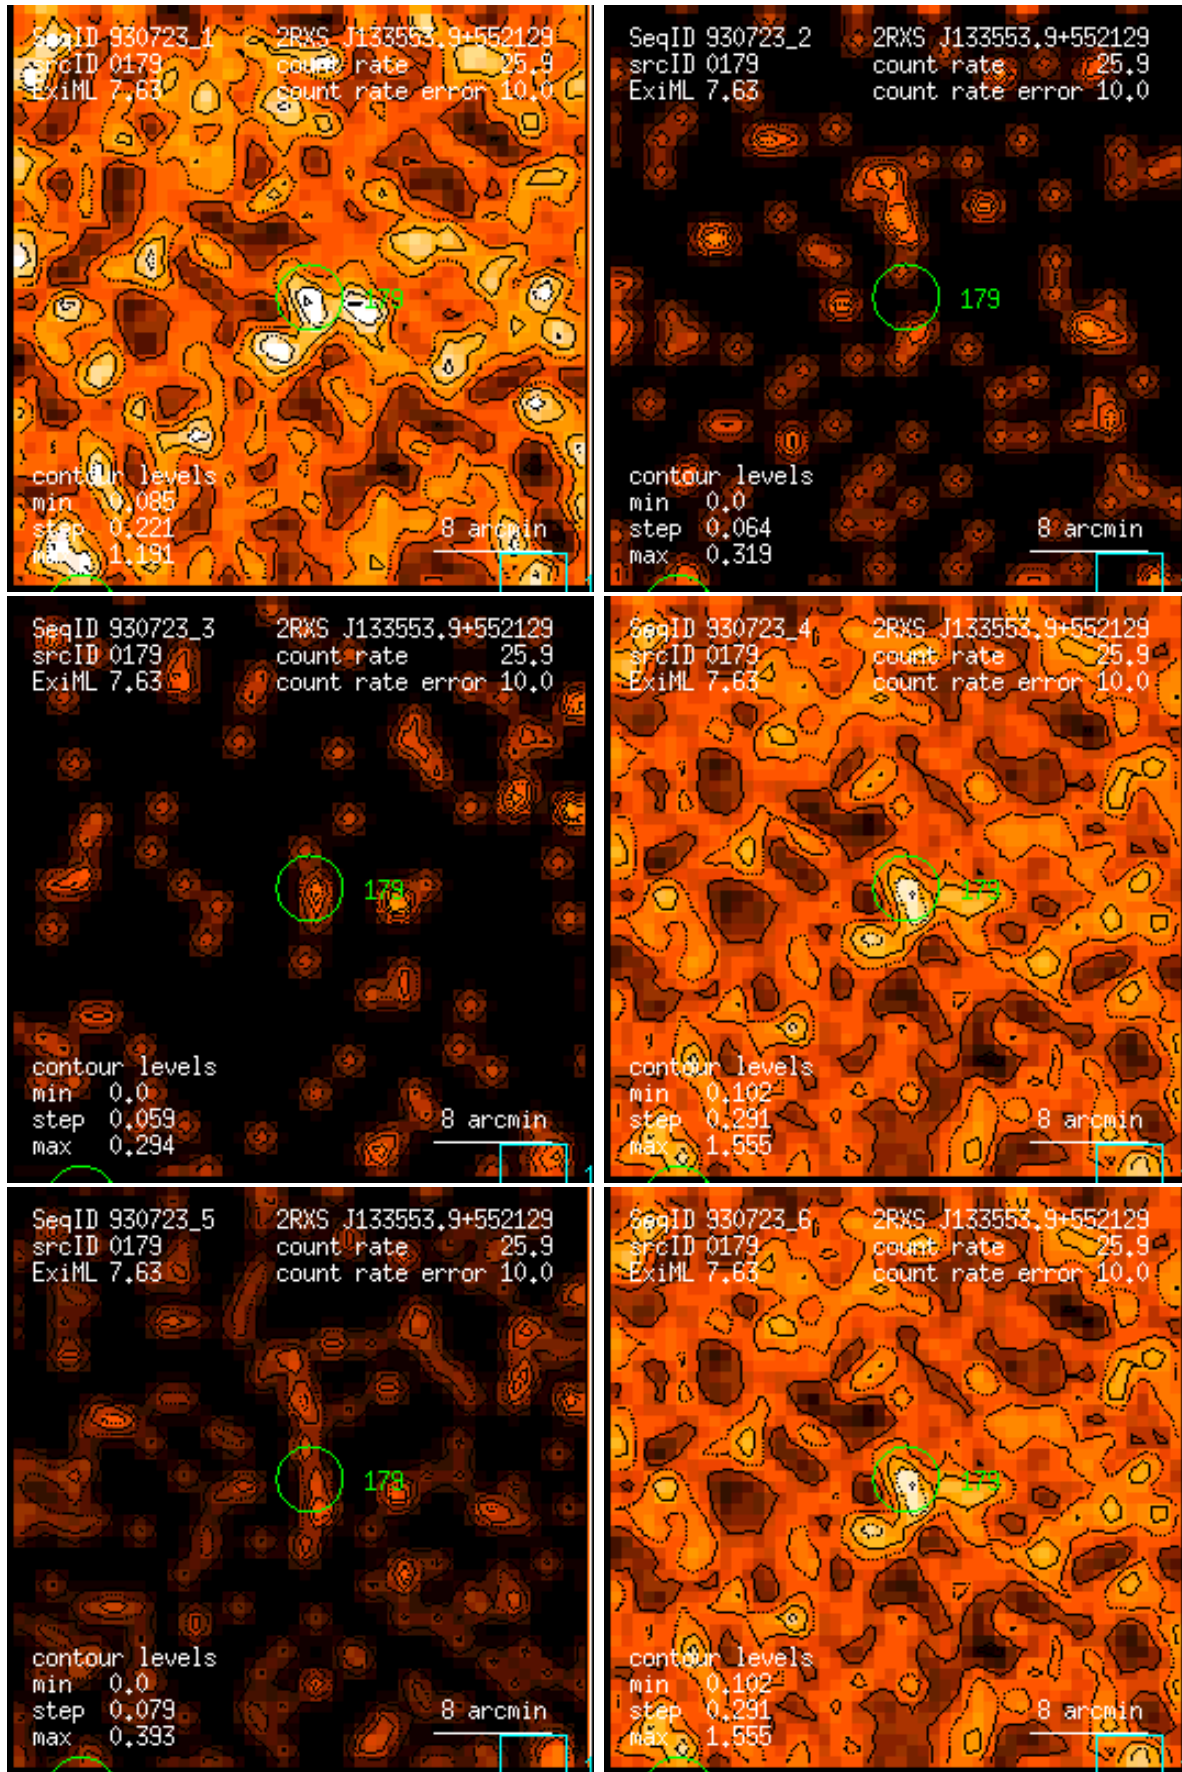 SeqID 930723_1 2RXS J133553.9+552129
srcID 0179 count rate 25.9
ExiML 7.63 count rate error 10.0
179
contour levels
min 0.085
step 0.221
max 1.191
8 arcmin
SeqID 930723_2 2RXS J133553.9+552129
srcID 0179 count rate 25.9
ExiML 7.63 count rate error 10.0
179
contour levels
min 0.0
step 0.064
max 0.319
8 arcmin
SeqID 930723_3 2RXS J133553.9+552129
srcID 0179 count rate 25.9
ExiML 7.63 count rate error 10.0
179
contour levels
min 0.0
step 0.059
max 0.294
8 arcmin
SeqID 930723_4 2RXS J133553.9+552129
srcID 0179 count rate 25.9
ExiML 7.63 count rate error 10.0
179
contour levels
min 0.102
step 0.291
max 1.555
8 arcmin
SeqID 930723_5 2RXS J133553.9+552129
srcID 0179 count rate 25.9
ExiML 7.63 count rate error 10.0
179
contour levels
min 0.0
step 0.079
max 0.393
8 arcmin
SeqID 930723_6 2RXS J133553.9+552129
srcID 0179 count rate 25.9
ExiML 7.63 count rate error 10.0
179
contour levels
min 0.102
step 0.291
max 1.555
8 arcmin